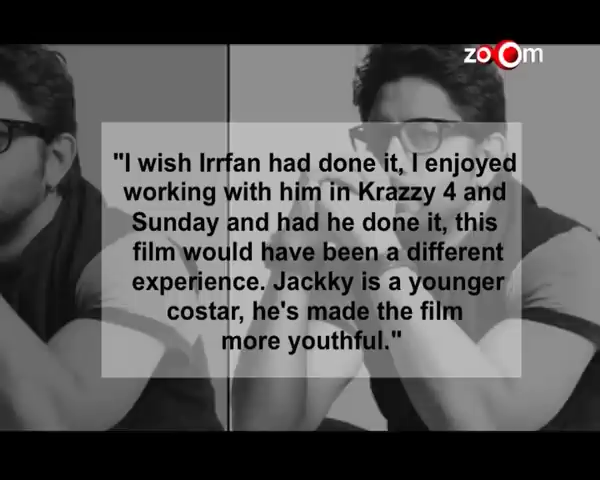 zoOm
"I wish Irrfan had done it, I enjoyed
working with him in Krazzy 4 and
Sunday and had he done it, this
film would have been a different
experience. Jackky is a younger
costar, he's made the film
more youthful."